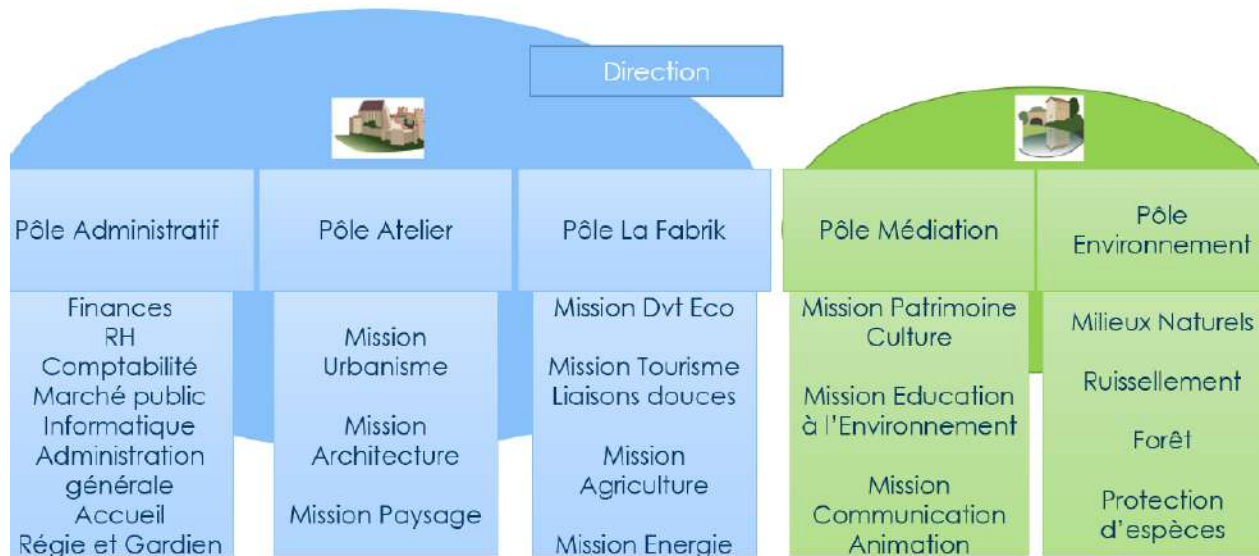 Direction
Pôle Administratif
Finances
RH
Comptabilité
Marché public
Informatique
Administration
générale
Accueil
Régie et Gardien
Pôle Atelier
Mission
Urbanisme
Mission
Architecture
Mission Paysage
Pôle La Fabrik
Mission Dvt Eco
Mission Tourisme
Liaisons douces
Mission
Agriculture
Mission Energie
Pôle Médiation
Mission Patrimoine
Culture
Mission Education
à l'Environnement
Mission
Communication
Animation
Pôle
Environnement
Milieux Naturels
Ruissellement
Forêt
Protection
d'espèces